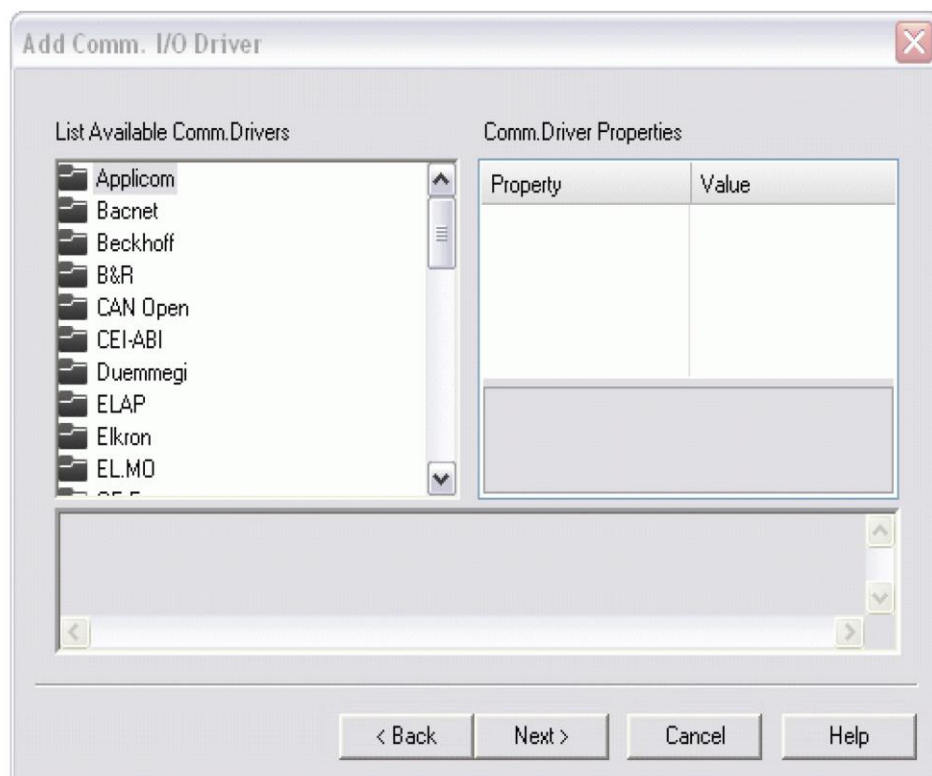 Add Comm. I/O Driver
List Available Comm.Drivers
Applicom
Bacnet
Beckhoff
B&R
CAN Open
CEI-ABI
Duemmegi
ELAP
Elkron
EL.MO
Comm.Driver Properties
Property Value
< Back Next > Cancel Help